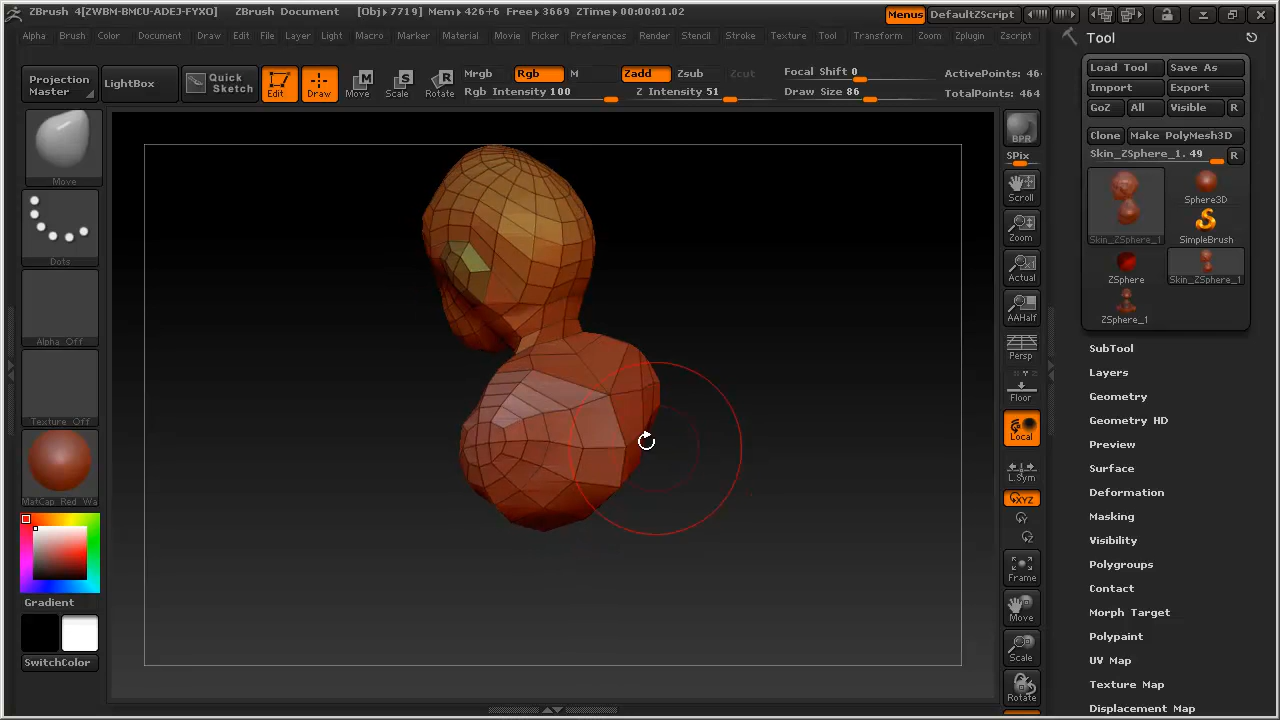 ZBrush 4[ZWBM-BMCU-ADEJ-FYXO] ZBrush Document [Obj▸7719] Mem▸426+6 Free▸3669 ZTime▸00:00:01.02 Menus DefaultZScript
Alpha Brush Color Document Draw Edit File Layer Light Macro Marker Material Movie Picker Preferences Render Stencil Stroke Texture Tool Transform Zoom Zplugin Zscript
Projection Master
LightBox
Quick Sketch
Edit
Draw
Move
Scale
Rotate
Mrgb Rgb M Zadd Zsub Zcut
Rgb Intensity 100 Z Intensity 51
Focal Shift 0
Draw Size 86
ActivePoints: 46
TotalPoints: 464
Move
Dots
Alpha Off
Texture Off
MatCap Red Wa
Gradient
SwitchColor
BPR
SPix
Scroll
Zoom
Actual
AAHalf
Persp
Floor
Local
L.Sym
XYZ
Y
Z
Frame
Move
Scale
Rotate
Tool
Load Tool Save As
Import Export
GoZ All Visible R
Clone Make PolyMesh3D
Skin_ZSphere_1. 49 R
Skin_ZSphere_1
Sphere3D
SimpleBrush
ZSphere
Skin_ZSphere_1
ZSphere_1
SubTool
Layers
Geometry
Geometry HD
Preview
Surface
Deformation
Masking
Visibility
Polygroups
Contact
Morph Target
Polypaint
UV Map
Texture Map
Displacement Map